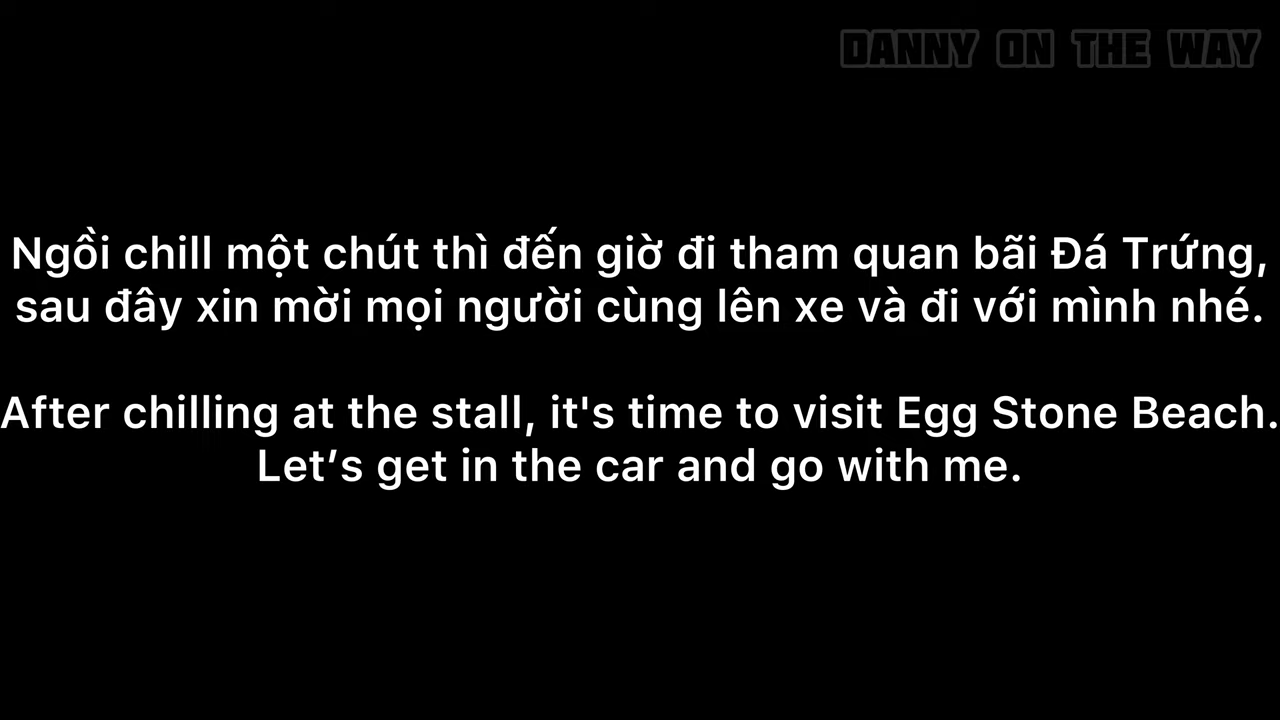 DANNY ON THE WAY
Ngồi chill một chút thì đến giờ đi tham quan bãi Đá Trứng,
sau đây xin mời mọi người cùng lên xe và đi với mình nhé.
After chilling at the stall, it's time to visit Egg Stone Beach.
Let’s get in the car and go with me.